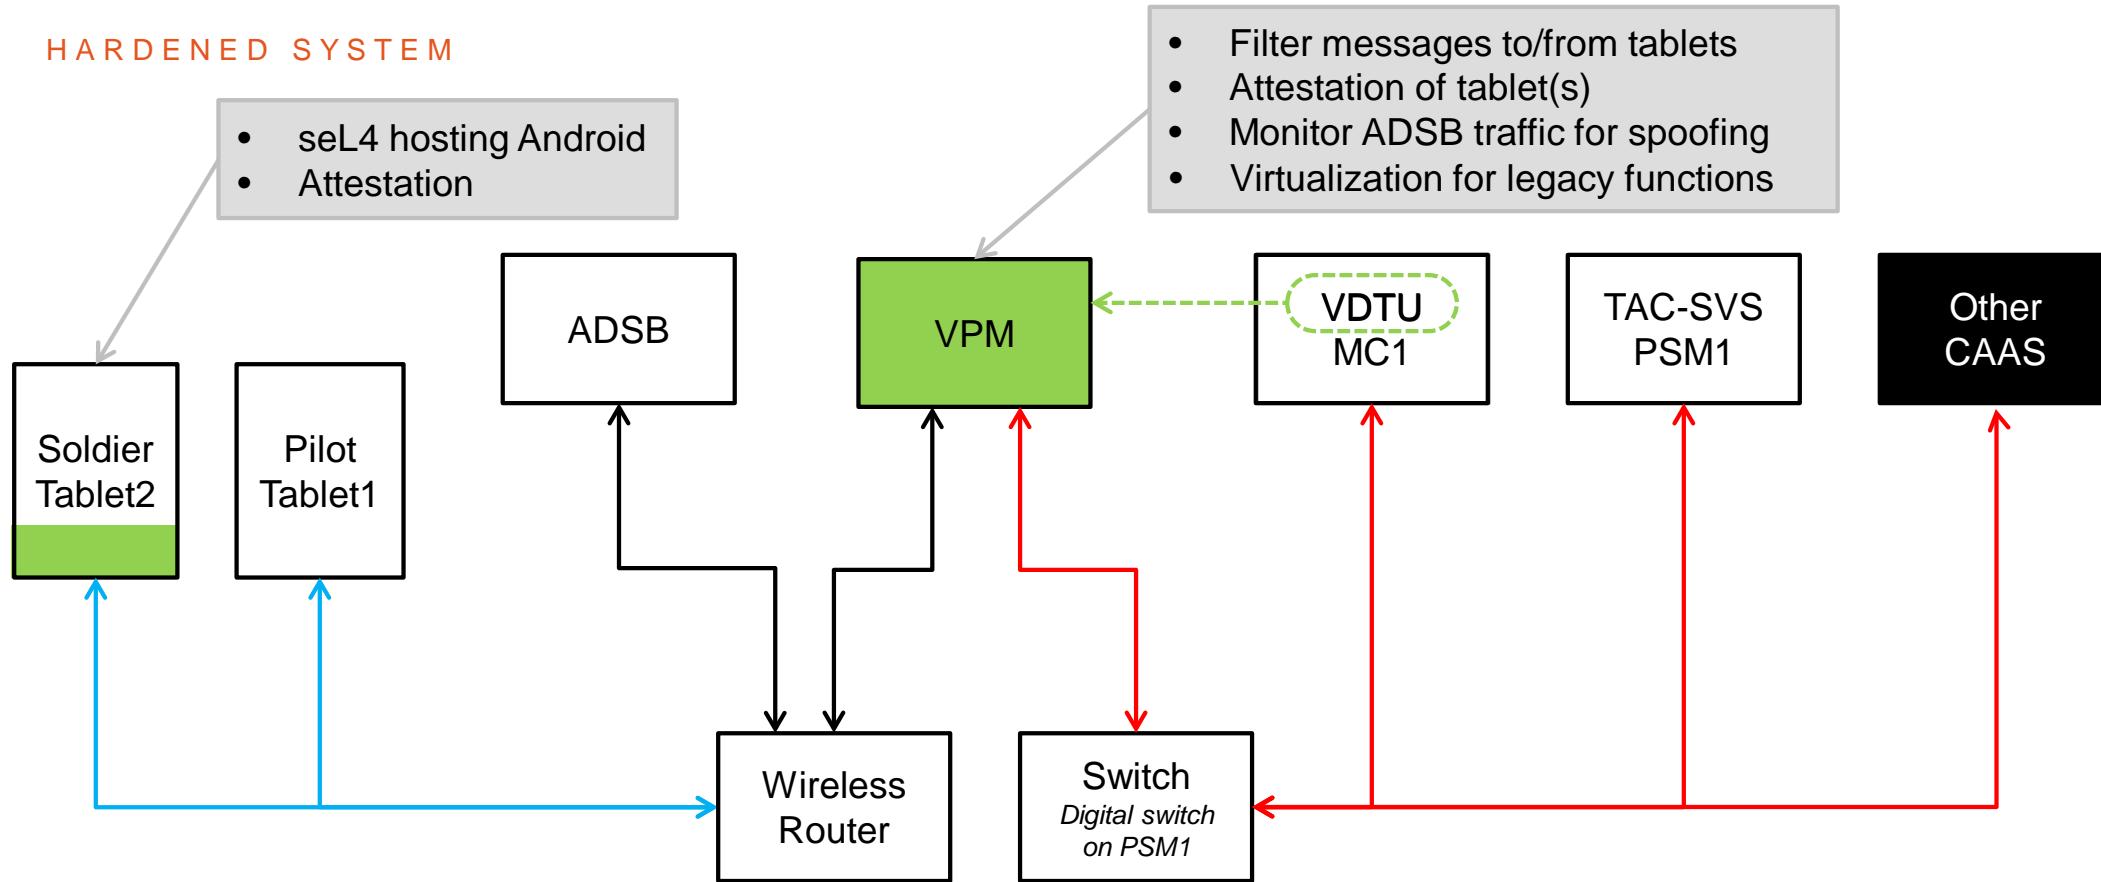 HARDENED SYSTEM
• seL4 hosting Android
• Attestation
• Filter messages to/from tablets
• Attestation of tablet(s)
• Monitor ADSB traffic for spoofing
• Virtualization for legacy functions
Soldier
Tablet2
Pilot
Tablet1
ADSB
VPM
VDTU
MC1
TAC-SVS
PSM1
Other
CAAS
Wireless
Router
Switch
Digital switch
on PSM1